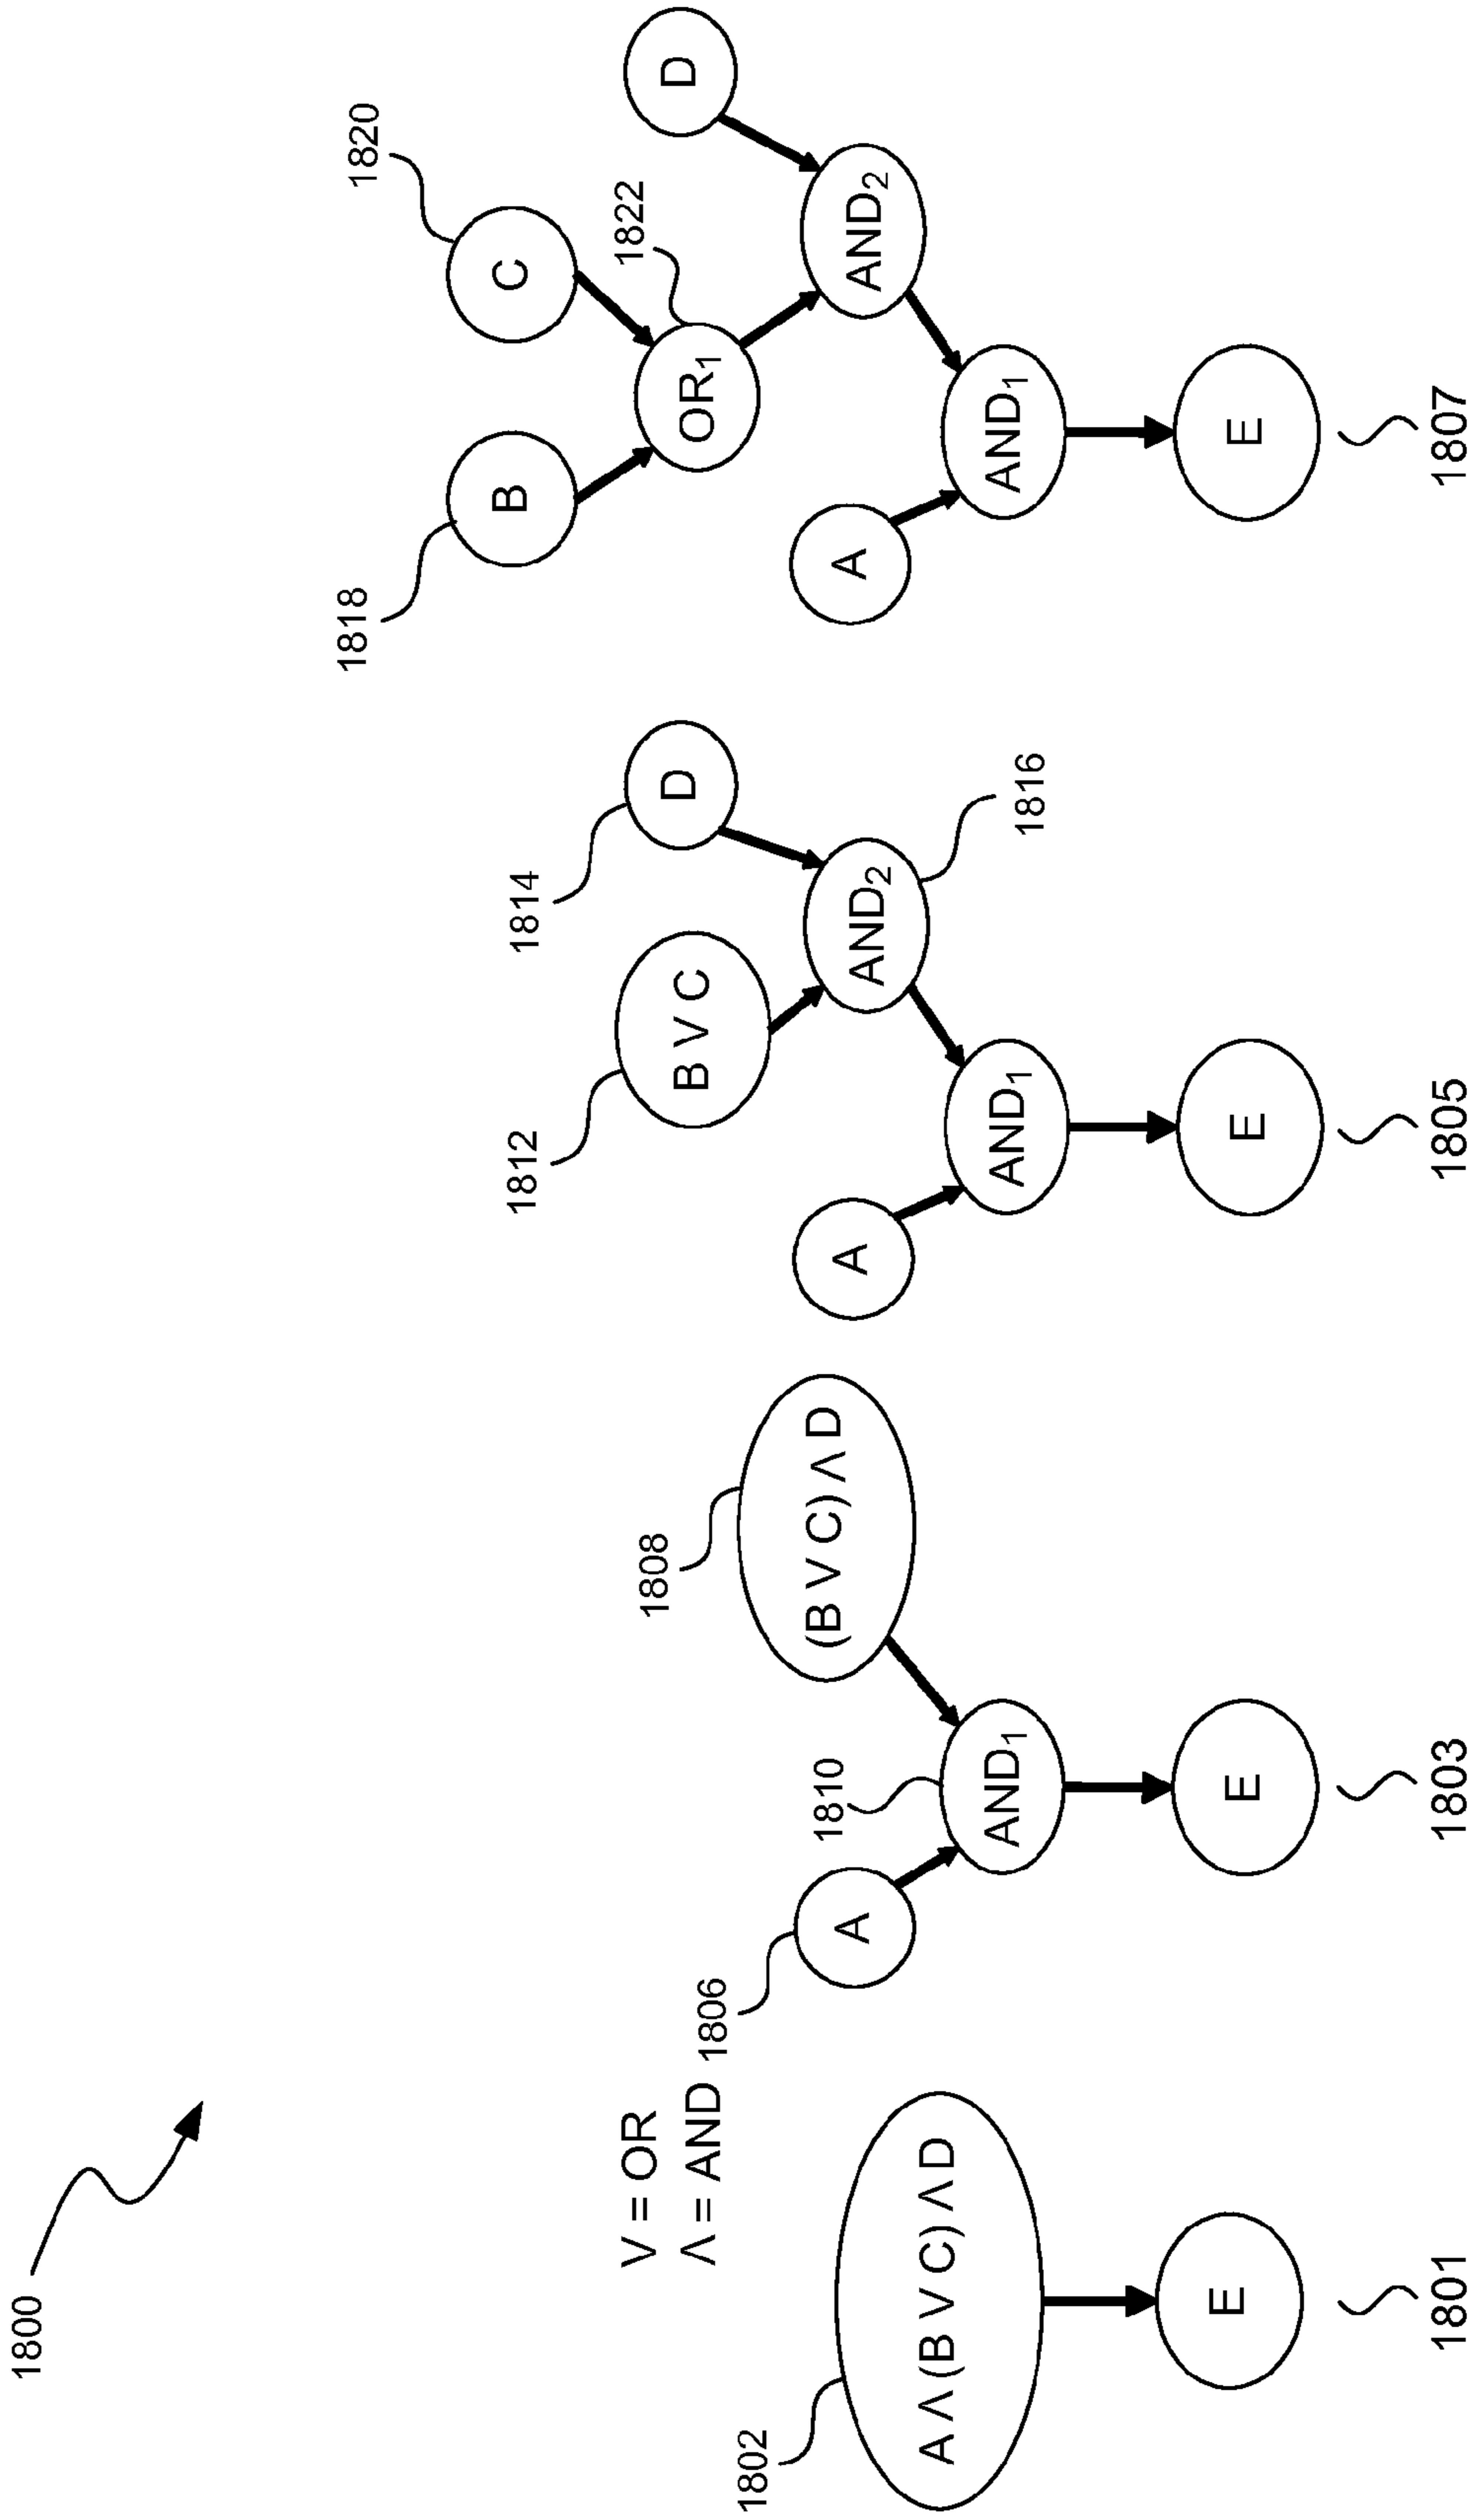 1800
V = OR
Λ = AND
1802
A Λ (B V C) Λ D
E
1801
1806
A
1808
(B V C) Λ D
1810
AND1
E
1803
1812
B V C
1814
D
1816
AND2
A
AND1
E
1805
1818
B
1820
C
1822
OR1
D
AND2
A
AND1
E
1807